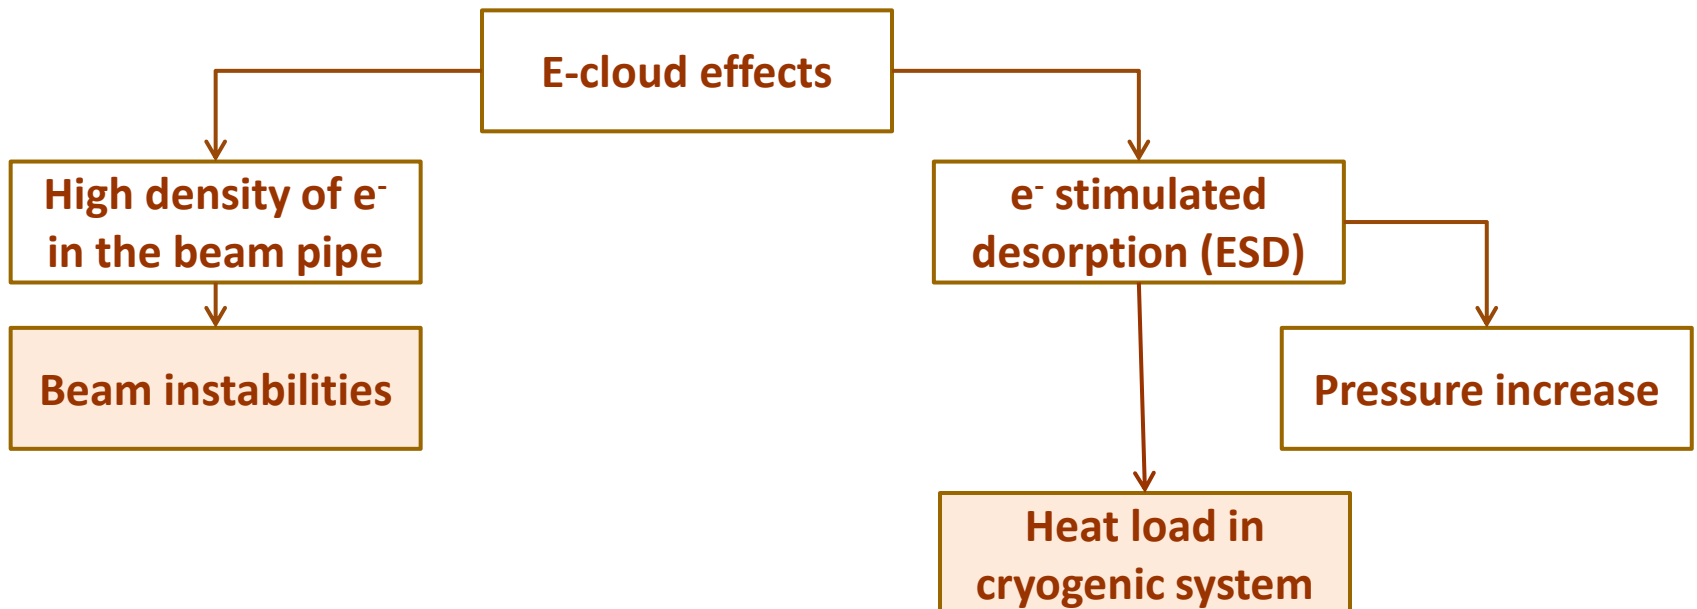 E-cloud effects
High density of e-
in the beam pipe
e- stimulated
desorption (ESD)
Beam instabilities
Pressure increase
Heat load in
cryogenic system